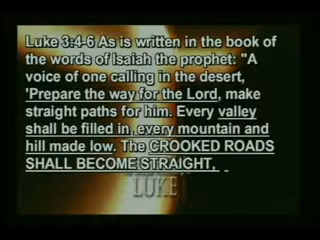 Luke 3:4-6 As is written in the book of
the words of Isaiah the prophet: "A
voice of one calling in the desert,
'Prepare the way for the Lord, make
straight paths for him. Every valley
shall be filled in, every mountain and
hill made low. The CROOKED ROADS
SHALL BECOME STRAIGHT,
LUKE